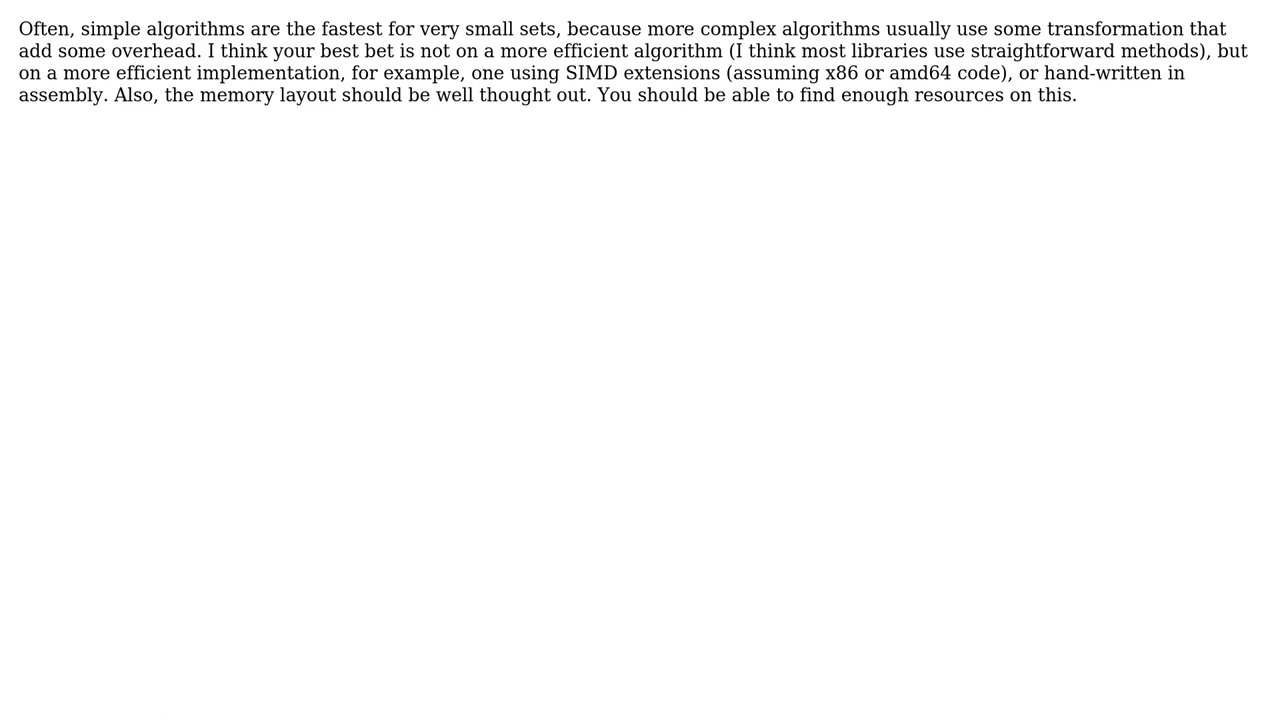 Often, simple algorithms are the fastest for very small sets, because more complex algorithms usually use some transformation that
add some overhead. I think your best bet is not on a more efficient algorithm (I think most libraries use straightforward methods), but
on a more efficient implementation, for example, one using SIMD extensions (assuming x86 or amd64 code), or hand-written in
assembly. Also, the memory layout should be well thought out. You should be able to find enough resources on this.